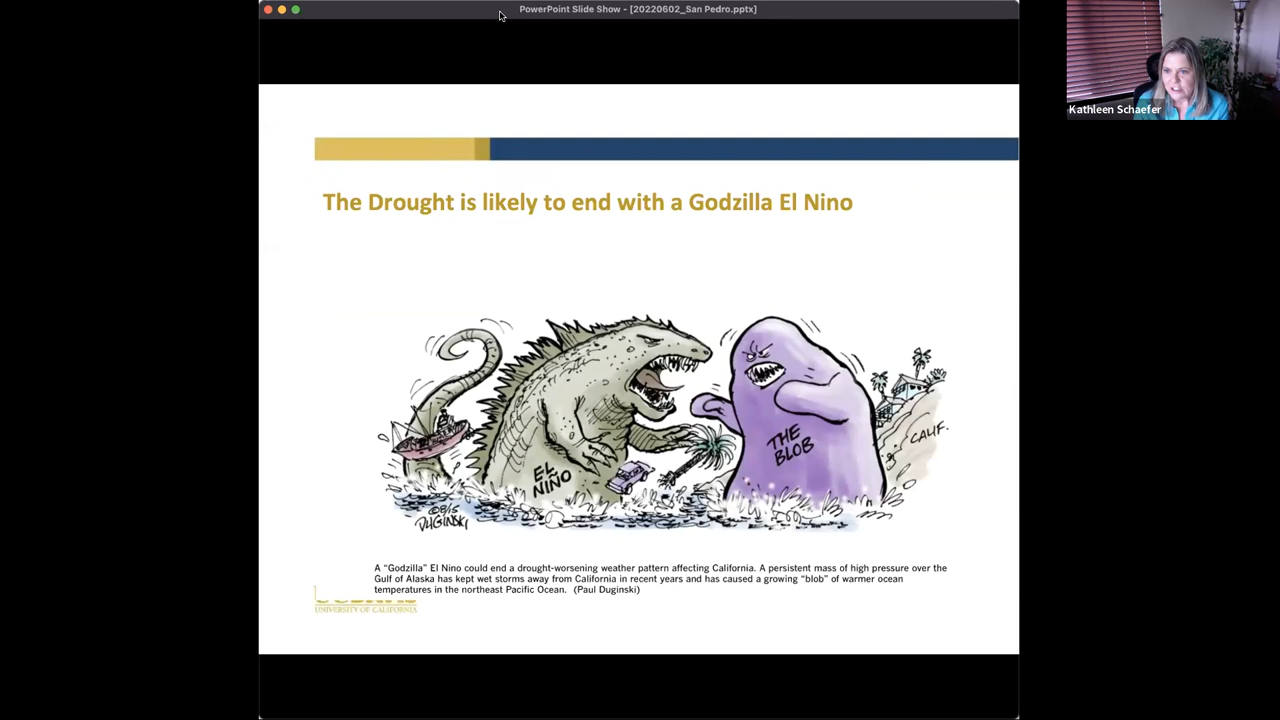 PowerPoint Slide Show - [20220602_San Pedro.pptx]
Kathleen Schaefer
The Drought is likely to end with a Godzilla El Nino
EL
NIÑO
THE
BLOB
CALIF.
©8/15
DUGINSKI
A “Godzilla” El Nino could end a drought-worsening weather pattern affecting California. A persistent mass of high pressure over the
Gulf of Alaska has kept wet storms away from California in recent years and has caused a growing “blob” of warmer ocean
temperatures in the northeast Pacific Ocean. (Paul Duginski)
UNIVERSITY OF CALIFORNIA